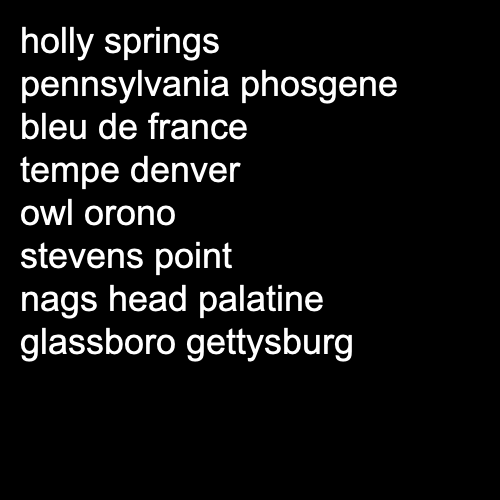 holly springs
pennsylvania phosgene
bleu de france
tempe denver
owl orono
stevens point
nags head palatine
glassboro gettysburg